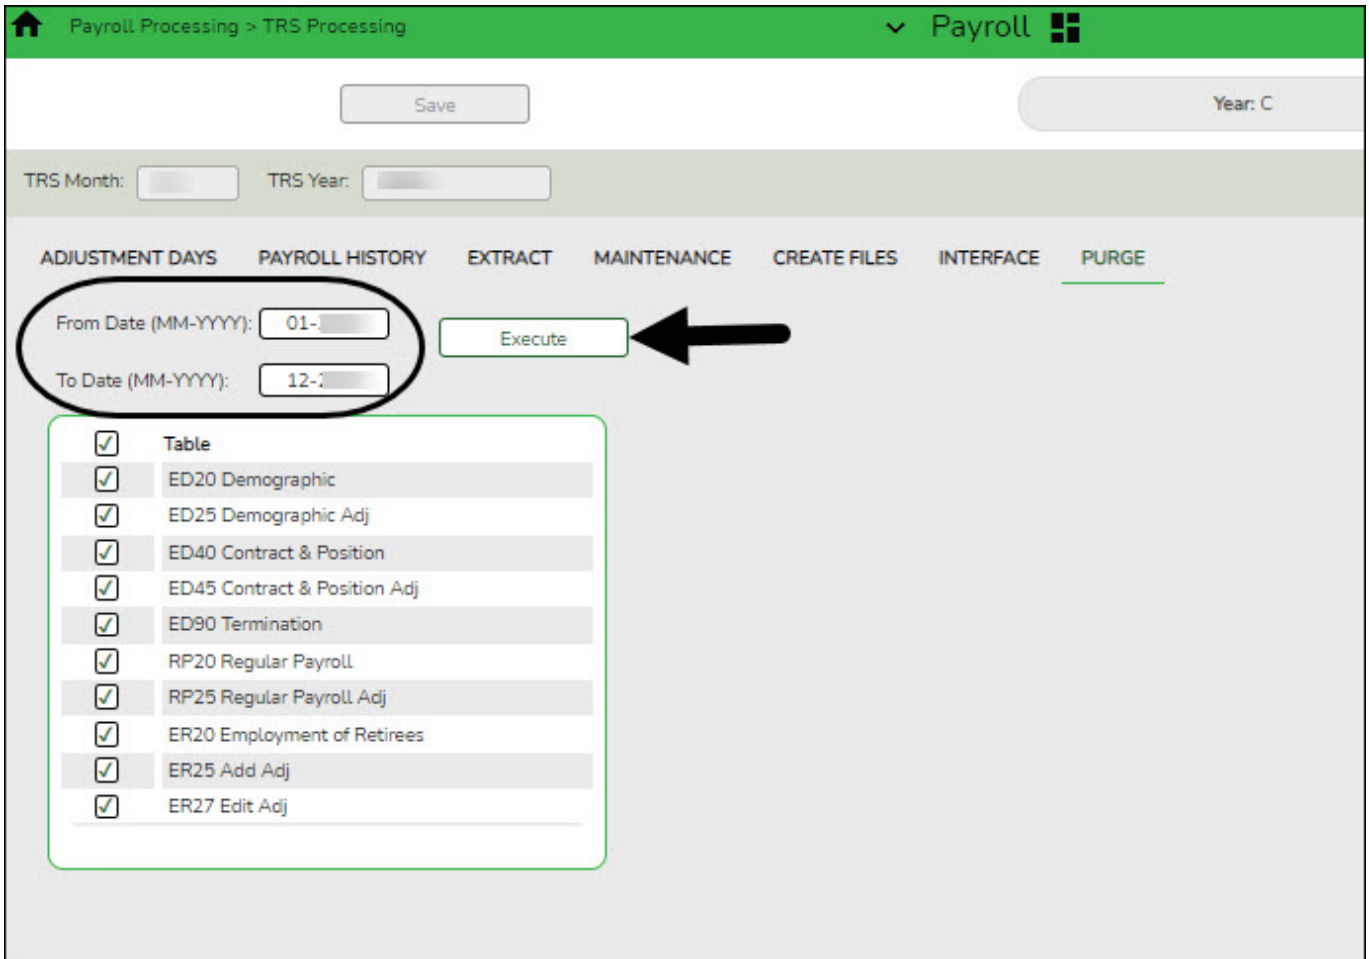 Payroll Processing > TRS Processing
Payroll
Save
Year: C
TRS Month:
TRS Year:
ADJUSTMENT DAYS PAYROLL HISTORY EXTRACT MAINTENANCE CREATE FILES INTERFACE PURGE
From Date (MM-YYYY): 01-
Execute
To Date (MM-YYYY): 12-
Table
ED20 Demographic
ED25 Demographic Adj
ED40 Contract & Position
ED45 Contract & Position Adj
ED90 Termination
RP20 Regular Payroll
RP25 Regular Payroll Adj
ER20 Employment of Retirees
ER25 Add Adj
ER27 Edit Adj